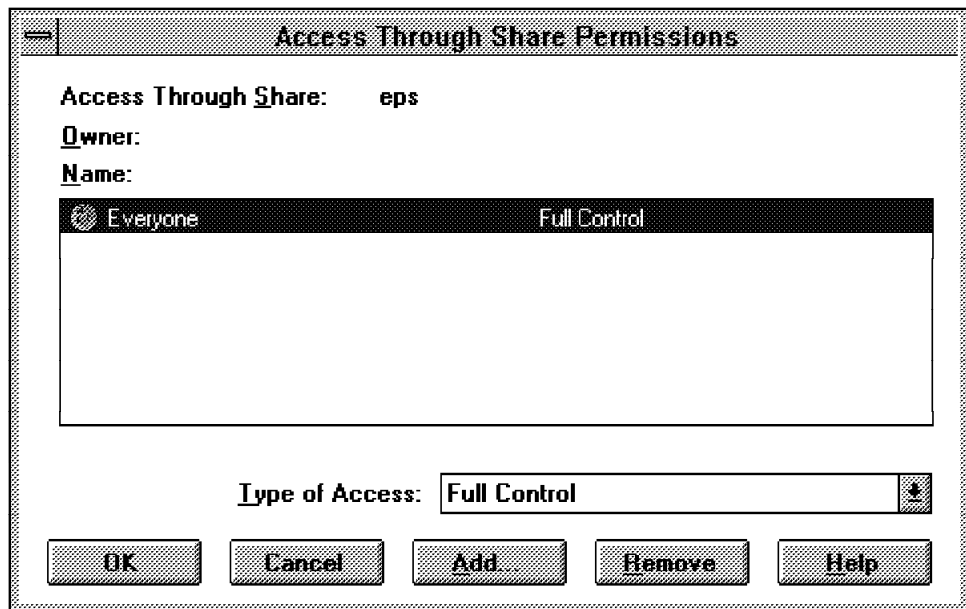 Access Through Share Permissions
Access Through Share: eps
Owner:
Name:
Everyone Full Control
Type of Access: Full Control
OK Cancel Add... Remove Help